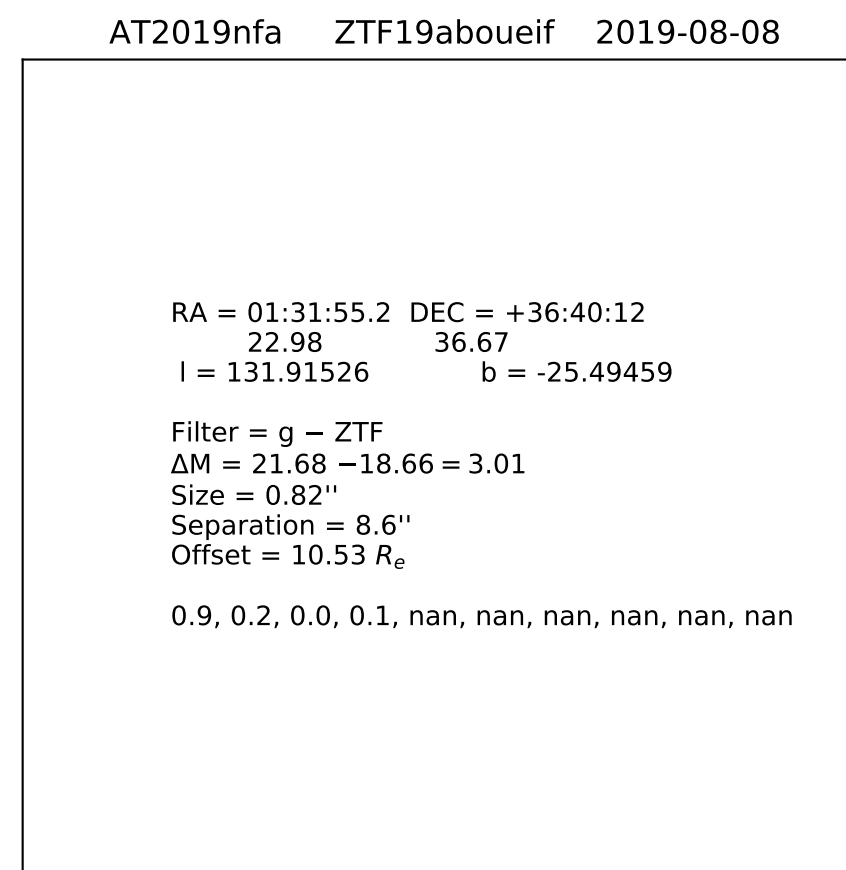 AT2019nfa ZTF19aboueif 2019-08-08
RA = 01:31:55.2 DEC = +36:40:12
22.98 36.67
l = 131.91526 b = -25.49459
Filter = g − ZTF
ΔM = 21.68 −18.66 = 3.01
Size = 0.82''
Separation = 8.6''
Offset = 10.53 Rₑ
0.9, 0.2, 0.0, 0.1, nan, nan, nan, nan, nan, nan